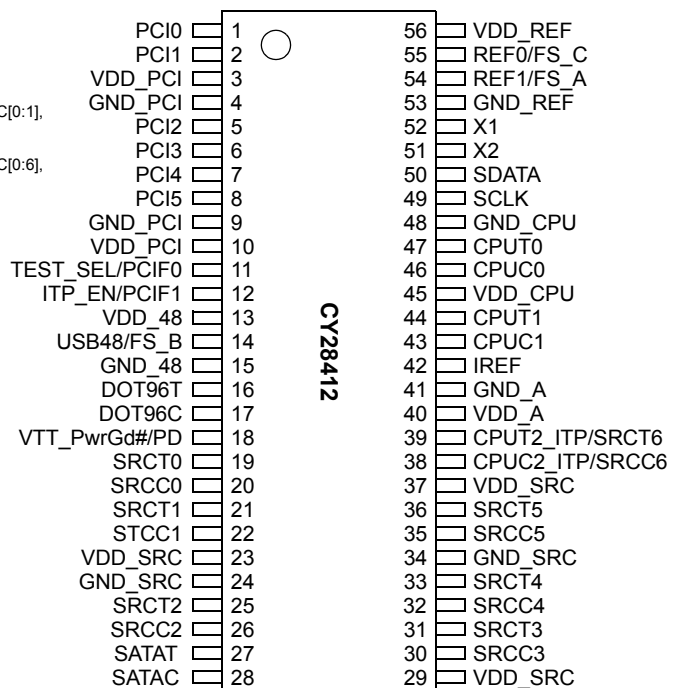 PCI0 1 56 VDD_REF
PCI1 2 55 REF0/FS_C
VDD_PCI 3 54 REF1/FS_A
GND_PCI 4 53 GND_REF
C[0:1],
PCI2 5 52 X1
PCI3 6 51 X2
C[0:6],
PCI4 7 50 SDATA
PCI5 8 49 SCLK
GND_PCI 9 48 GND_CPU
VDD_PCI 10 47 CPUT0
TEST_SEL/PCIF0 11 46 CPUC0
ITP_EN/PCIF1 12 45 VDD_CPU
VDD_48 13 44 CPUT1
USB48/FS_B 14 43 CPUC1
GND_48 15 42 IREF
DOT96T 16 41 GND_A
DOT96C 17 40 VDD_A
VTT_PwrGd#/PD 18 39 CPUT2_ITP/SRCT6
SRCT0 19 38 CPUC2_ITP/SRCC6
SRCC0 20 37 VDD_SRC
SRCT1 21 36 SRCT5
STCC1 22 35 SRCC5
VDD_SRC 23 34 GND_SRC
GND_SRC 24 33 SRCT4
SRCT2 25 32 SRCC4
SRCC2 26 31 SRCT3
SATAT 27 30 SRCC3
SATAC 28 29 VDD_SRC
CY28412